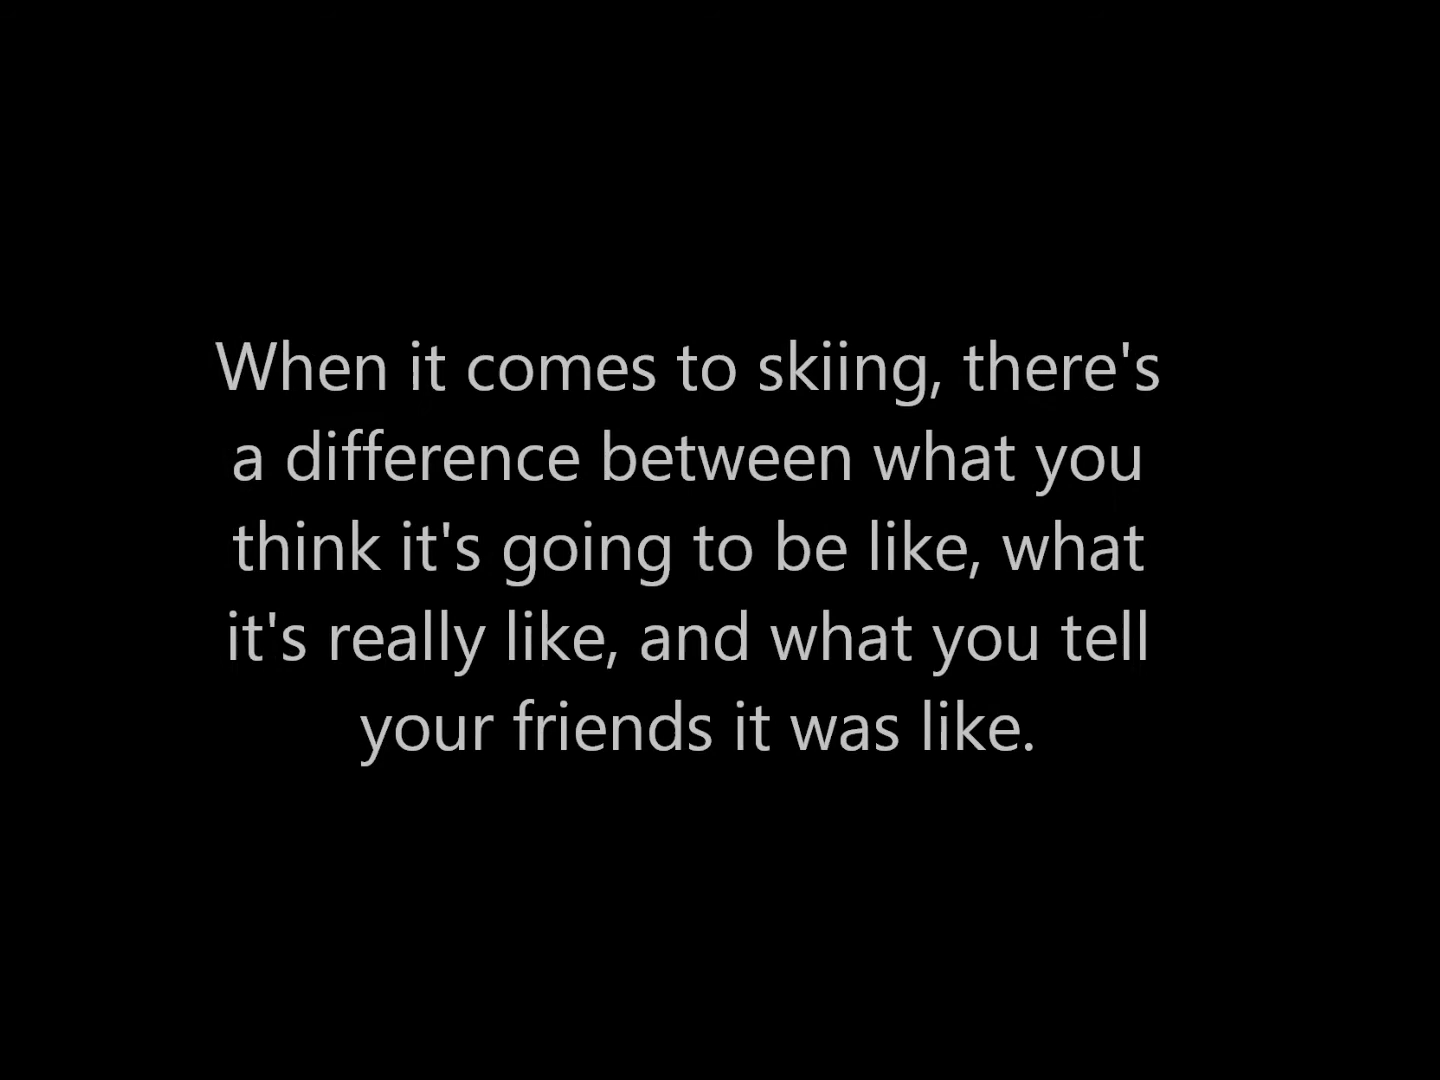 When it comes to skiing, there's
a difference between what you
think it's going to be like, what
it's really like, and what you tell
your friends it was like.